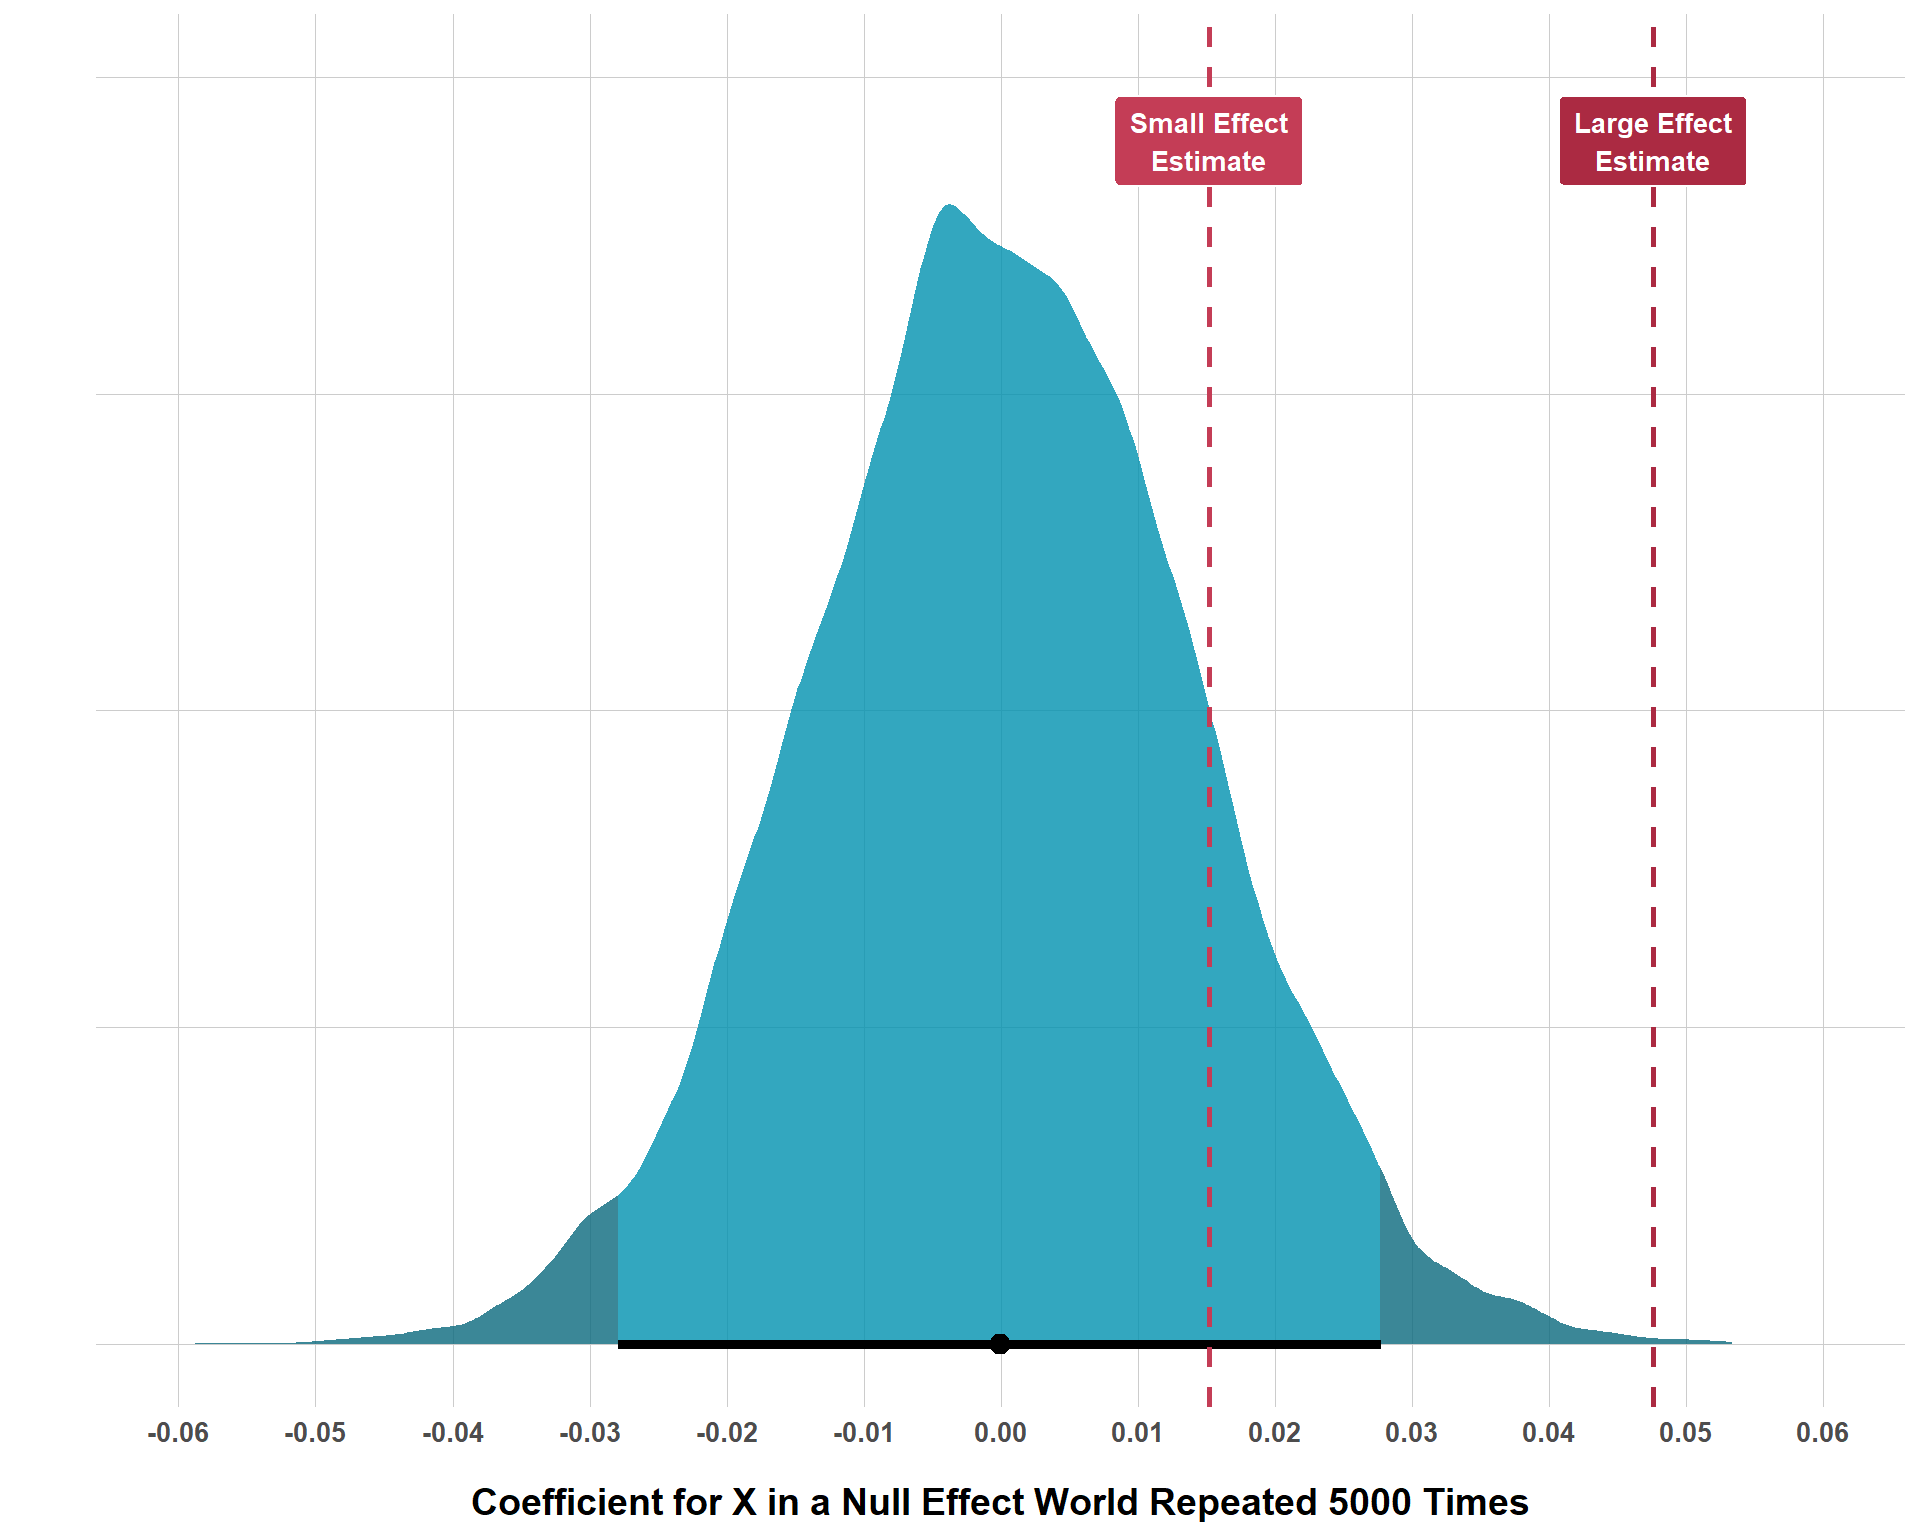 Small Effect
Estimate
Large Effect
Estimate
-0.06 -0.05 -0.04 -0.03 -0.02 -0.01 0.00 0.01 0.02 0.03 0.04 0.05 0.06
Coefficient for X in a Null Effect World Repeated 5000 Times